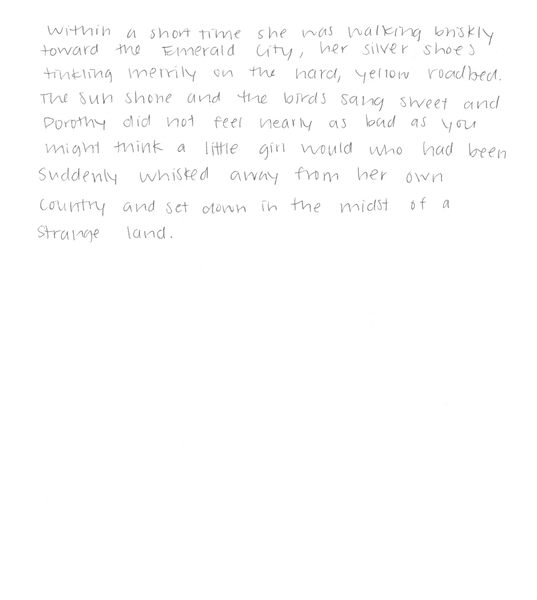 Within a short time she was walking briskly
toward the Emerald City, her silver shoes
tinkling merrily on the hard, yellow roadbed.
The sun shone and the birds sang sweet and
Dorothy did not feel nearly as bad as you
might think a little girl would who had been
suddenly whisked away from her own
country and set down in the midst of a
strange land.